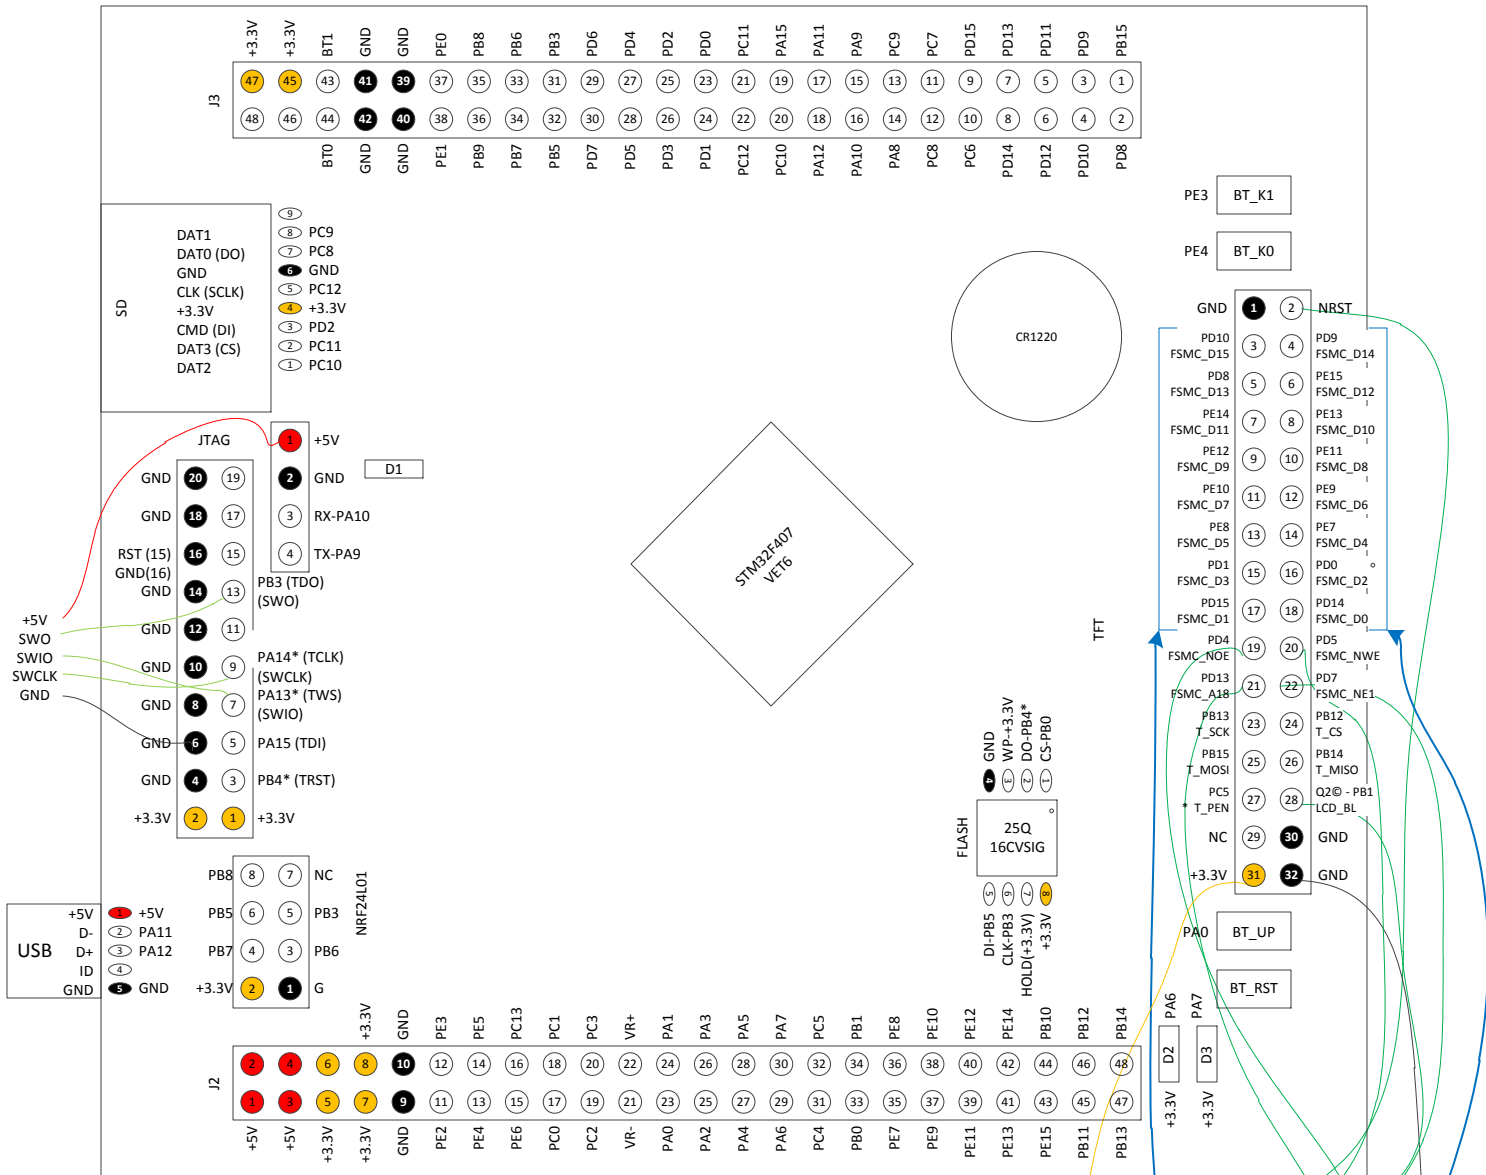 +3.3V +3.3V BT1 GND GND PE0 PB8 PB6 PB3 PD6 PD4 PD2 PD0 PC11 PA15 PA11 PA9 PC9 PC7 PD15 PD13 PD11 PD9 PB15
J3
47 45 43 41 39 37 35 33 31 29 27 25 23 21 19 17 15 13 11 9 7 5 3 1
48 46 44 42 40 38 36 34 32 30 28 26 24 22 20 18 16 14 12 10 8 6 4 2
BT0 GND GND PE1 PB9 PB7 PB5 PD7 PD5 PD3 PD1 PC12 PC10 PA12 PA10 PA8 PC8 PC6 PD14 PD12 PD10 PD8
PE3 BT_K1
PE4 BT_K0
SD
9
DAT1 8 PC9
DAT0 (DO) 7 PC8
GND 6 GND
CLK (SCLK) 5 PC12
+3.3V 4 +3.3V
CMD (DI) 3 PD2
DAT3 (CS) 2 PC11
DAT2 1 PC10
CR1220
JTAG
1 +5V
2 GND
3 RX-PA10
4 TX-PA9
D1
GND 20 19
GND 18 17
RST (15) 16 15
GND(16)
GND 14 13 PB3 (TDO)
(SWO)
GND 12 11
GND 10 9 PA14* (TCLK)
(SWCLK)
GND 8 7 PA13* (TWS)
(SWIO)
GND 6 5 PA15 (TDI)
GND 4 3 PB4* (TRST)
+3.3V 2 1 +3.3V
+5V
SWO
SWIO
SWCLK
GND
STM32F407
VET6
TFT
GND 1 2 NRST
PD10 3 4 PD9
FSMC_D15 FSMC_D14
PD8 5 6 PE15
FSMC_D13 FSMC_D12
PE14 7 8 PE13
FSMC_D11 FSMC_D10
PE12 9 10 PE11
FSMC_D9 FSMC_D8
PE10 11 12 PE9
FSMC_D7 FSMC_D6
PE8 13 14 PE7
FSMC_D5 FSMC_D4
PD1 15 16 PD0
FSMC_D3 FSMC_D2
PD15 17 18 PD14
FSMC_D1 FSMC_D0
PD4 19 20 PD5
FSMC_NOE FSMC_NWE
PD13 21 22 PD7
FSMC_A18 FSMC_NE1
PB13 23 24 PB12
T_SCK T_CS
PB15 25 26 PB14
T_MOSI T_MISO
PC5 27 28 Q2© - PB1
* T_PEN LCD_BL
NC 29 30 GND
+3.3V 31 32 GND
GND WP-+3.3V DO-PB4* CS-PB0
4 3 2 1
FLASH
25Q
16CVSIG
5 6 7 8
DI-PB5 CLK-PB3 HOLD(+3.3V) +3.3V
NRF24L01
PB8 8 7 NC
PB5 6 5 PB3
PB7 4 3 PB6
+3.3V 2 1 G
USB
+5V 1 +5V
D- 2 PA11
D+ 3 PA12
ID 4
GND 5 GND
PA0 BT_UP
BT_RST
PA6 PA7
D2 D3
+3.3V +3.3V
+3.3V GND PE3 PE5 PC13 PC1 PC3 VR+ PA1 PA3 PA5 PA7 PC5 PB1 PE8 PE10 PE12 PE14 PB10 PB12 PB14
J2
2 4 6 8 10 12 14 16 18 20 22 24 26 28 30 32 34 36 38 40 42 44 46 48
1 3 5 7 9 11 13 15 17 19 21 23 25 27 29 31 33 35 37 39 41 43 45 47
+5V +5V +3.3V +3.3V GND PE2 PE4 PE6 PC0 PC2 VR- PA0 PA2 PA4 PA6 PC4 PB0 PE7 PE9 PE11 PE13 PE15 PB11 PB13